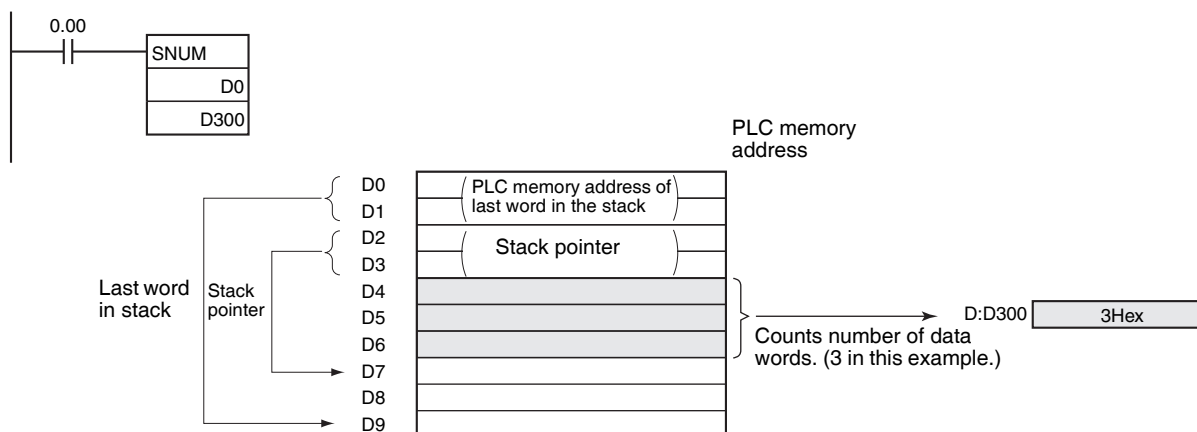 0.00
SNUM
D0
D300
PLC memory
address
D0
D1
D2
D3
D4
D5
D6
D7
D8
D9
PLC memory address of
last word in the stack
Stack pointer
Last word
in stack
Stack
pointer
Counts number of data
words. (3 in this example.)
D:D300
3Hex